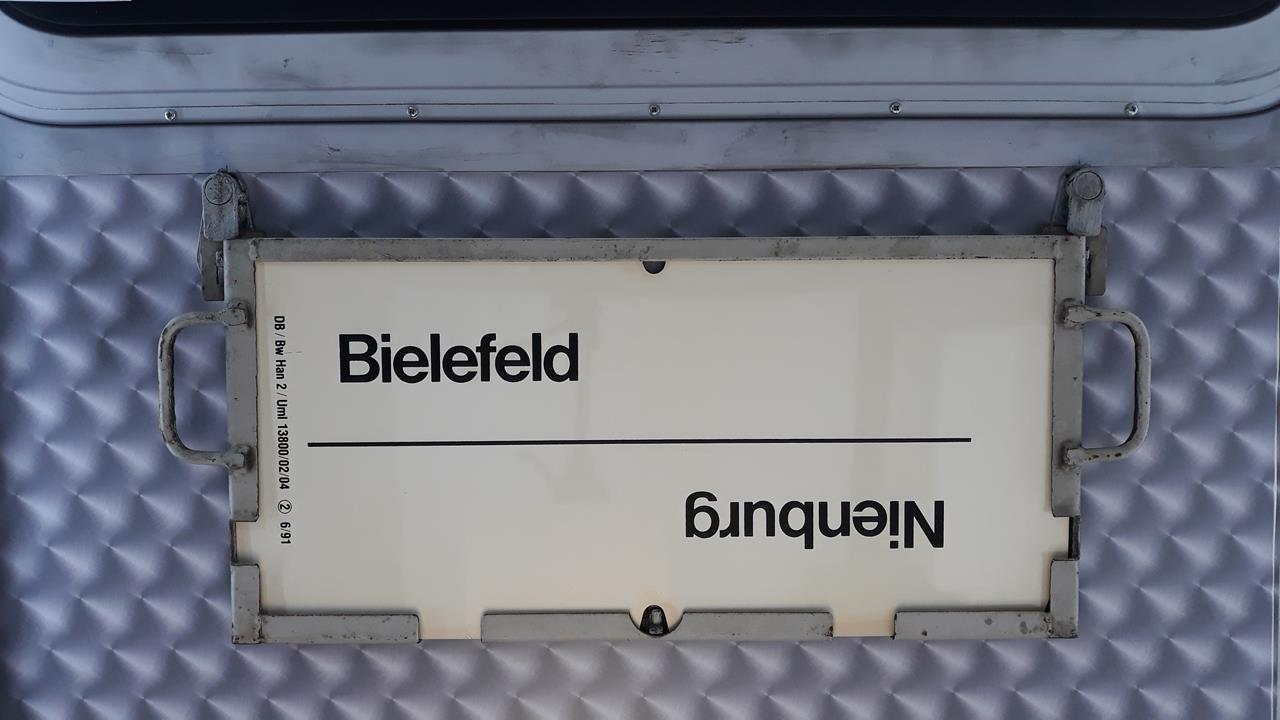 Bielefeld
Nienburg
DB / Bw Han 2 / Uml 13800/02/04 ② 6/91